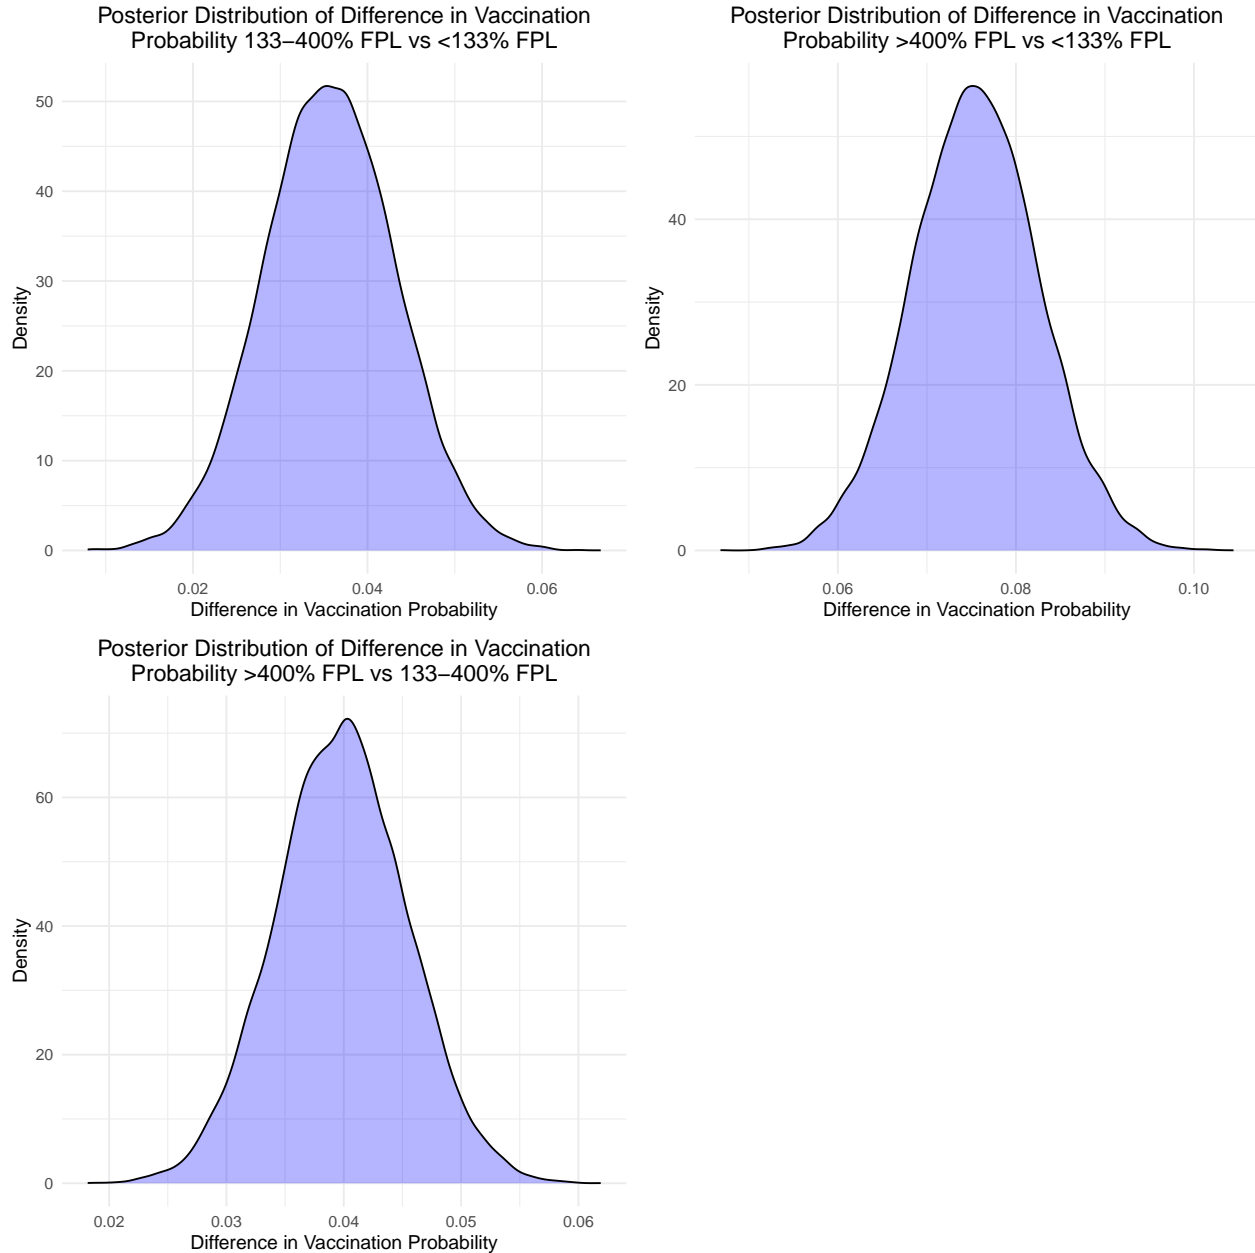 Posterior Distribution of Difference in Vaccination
Probability 133–400% FPL vs <133% FPL
50
40
30
20
10
0
Density
0.02 0.04 0.06
Difference in Vaccination Probability
Posterior Distribution of Difference in Vaccination
Probability >400% FPL vs <133% FPL
40
20
0
Density
0.06 0.08 0.10
Difference in Vaccination Probability
Posterior Distribution of Difference in Vaccination
Probability >400% FPL vs 133–400% FPL
60
40
20
0
Density
0.02 0.03 0.04 0.05 0.06
Difference in Vaccination Probability